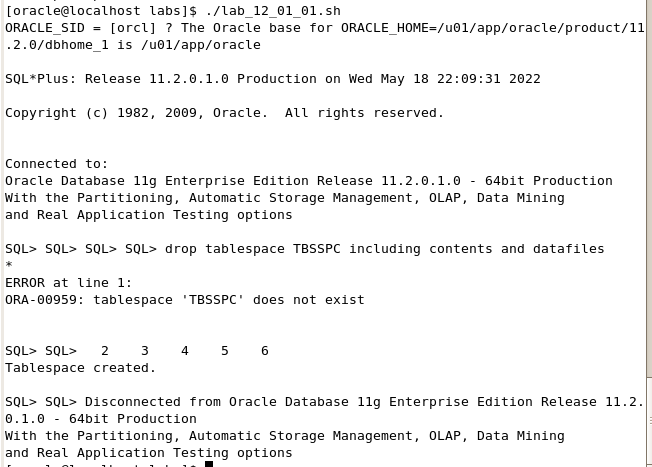 [oracle@localhost labs]$ ./lab_12_01_01.sh
ORACLE_SID = [orcl] ? The Oracle base for ORACLE_HOME=/u01/app/oracle/product/11
.2.0/dbhome_1 is /u01/app/oracle
SQL*Plus: Release 11.2.0.1.0 Production on Wed May 18 22:09:31 2022
Copyright (c) 1982, 2009, Oracle.  All rights reserved.
Connected to:
Oracle Database 11g Enterprise Edition Release 11.2.0.1.0 - 64bit Production
With the Partitioning, Automatic Storage Management, OLAP, Data Mining
and Real Application Testing options
SQL> SQL> SQL> SQL> drop tablespace TBSSPC including contents and datafiles
*
ERROR at line 1:
ORA-00959: tablespace 'TBSSPC' does not exist
SQL> SQL>   2    3    4    5    6
Tablespace created.
SQL> SQL> Disconnected from Oracle Database 11g Enterprise Edition Release 11.2.
0.1.0 - 64bit Production
With the Partitioning, Automatic Storage Management, OLAP, Data Mining
and Real Application Testing options